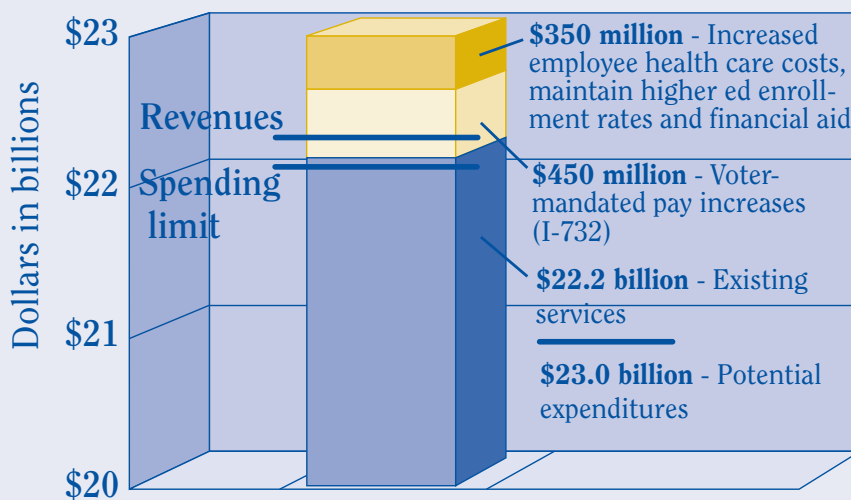 Dollars in billions
$23
$22
$21
$20
Revenues
Spending
limit
$350 million - Increased
employee health care costs,
maintain higher ed enroll-
ment rates and financial aid
$450 million - Voter-
mandated pay increases
(I-732)
$22.2 billion - Existing
services
$23.0 billion - Potential
expenditures